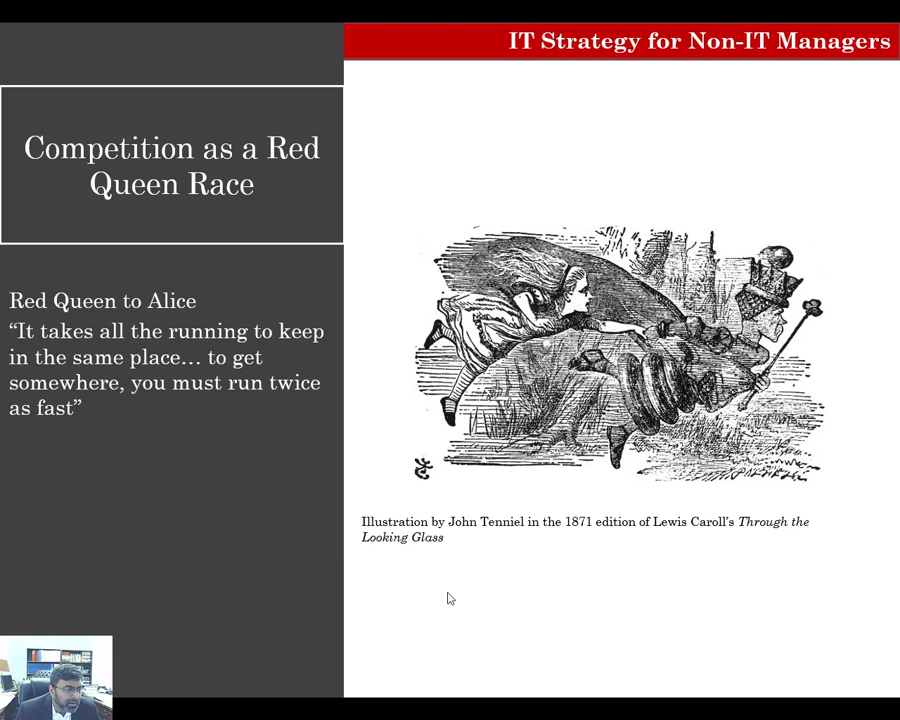 IT Strategy for Non-IT Managers
Competition as a Red
Queen Race
Red Queen to Alice
“It takes all the running to keep
in the same place… to get
somewhere, you must run twice
as fast”
Illustration by John Tenniel in the 1871 edition of Lewis Caroll’s Through the
Looking Glass